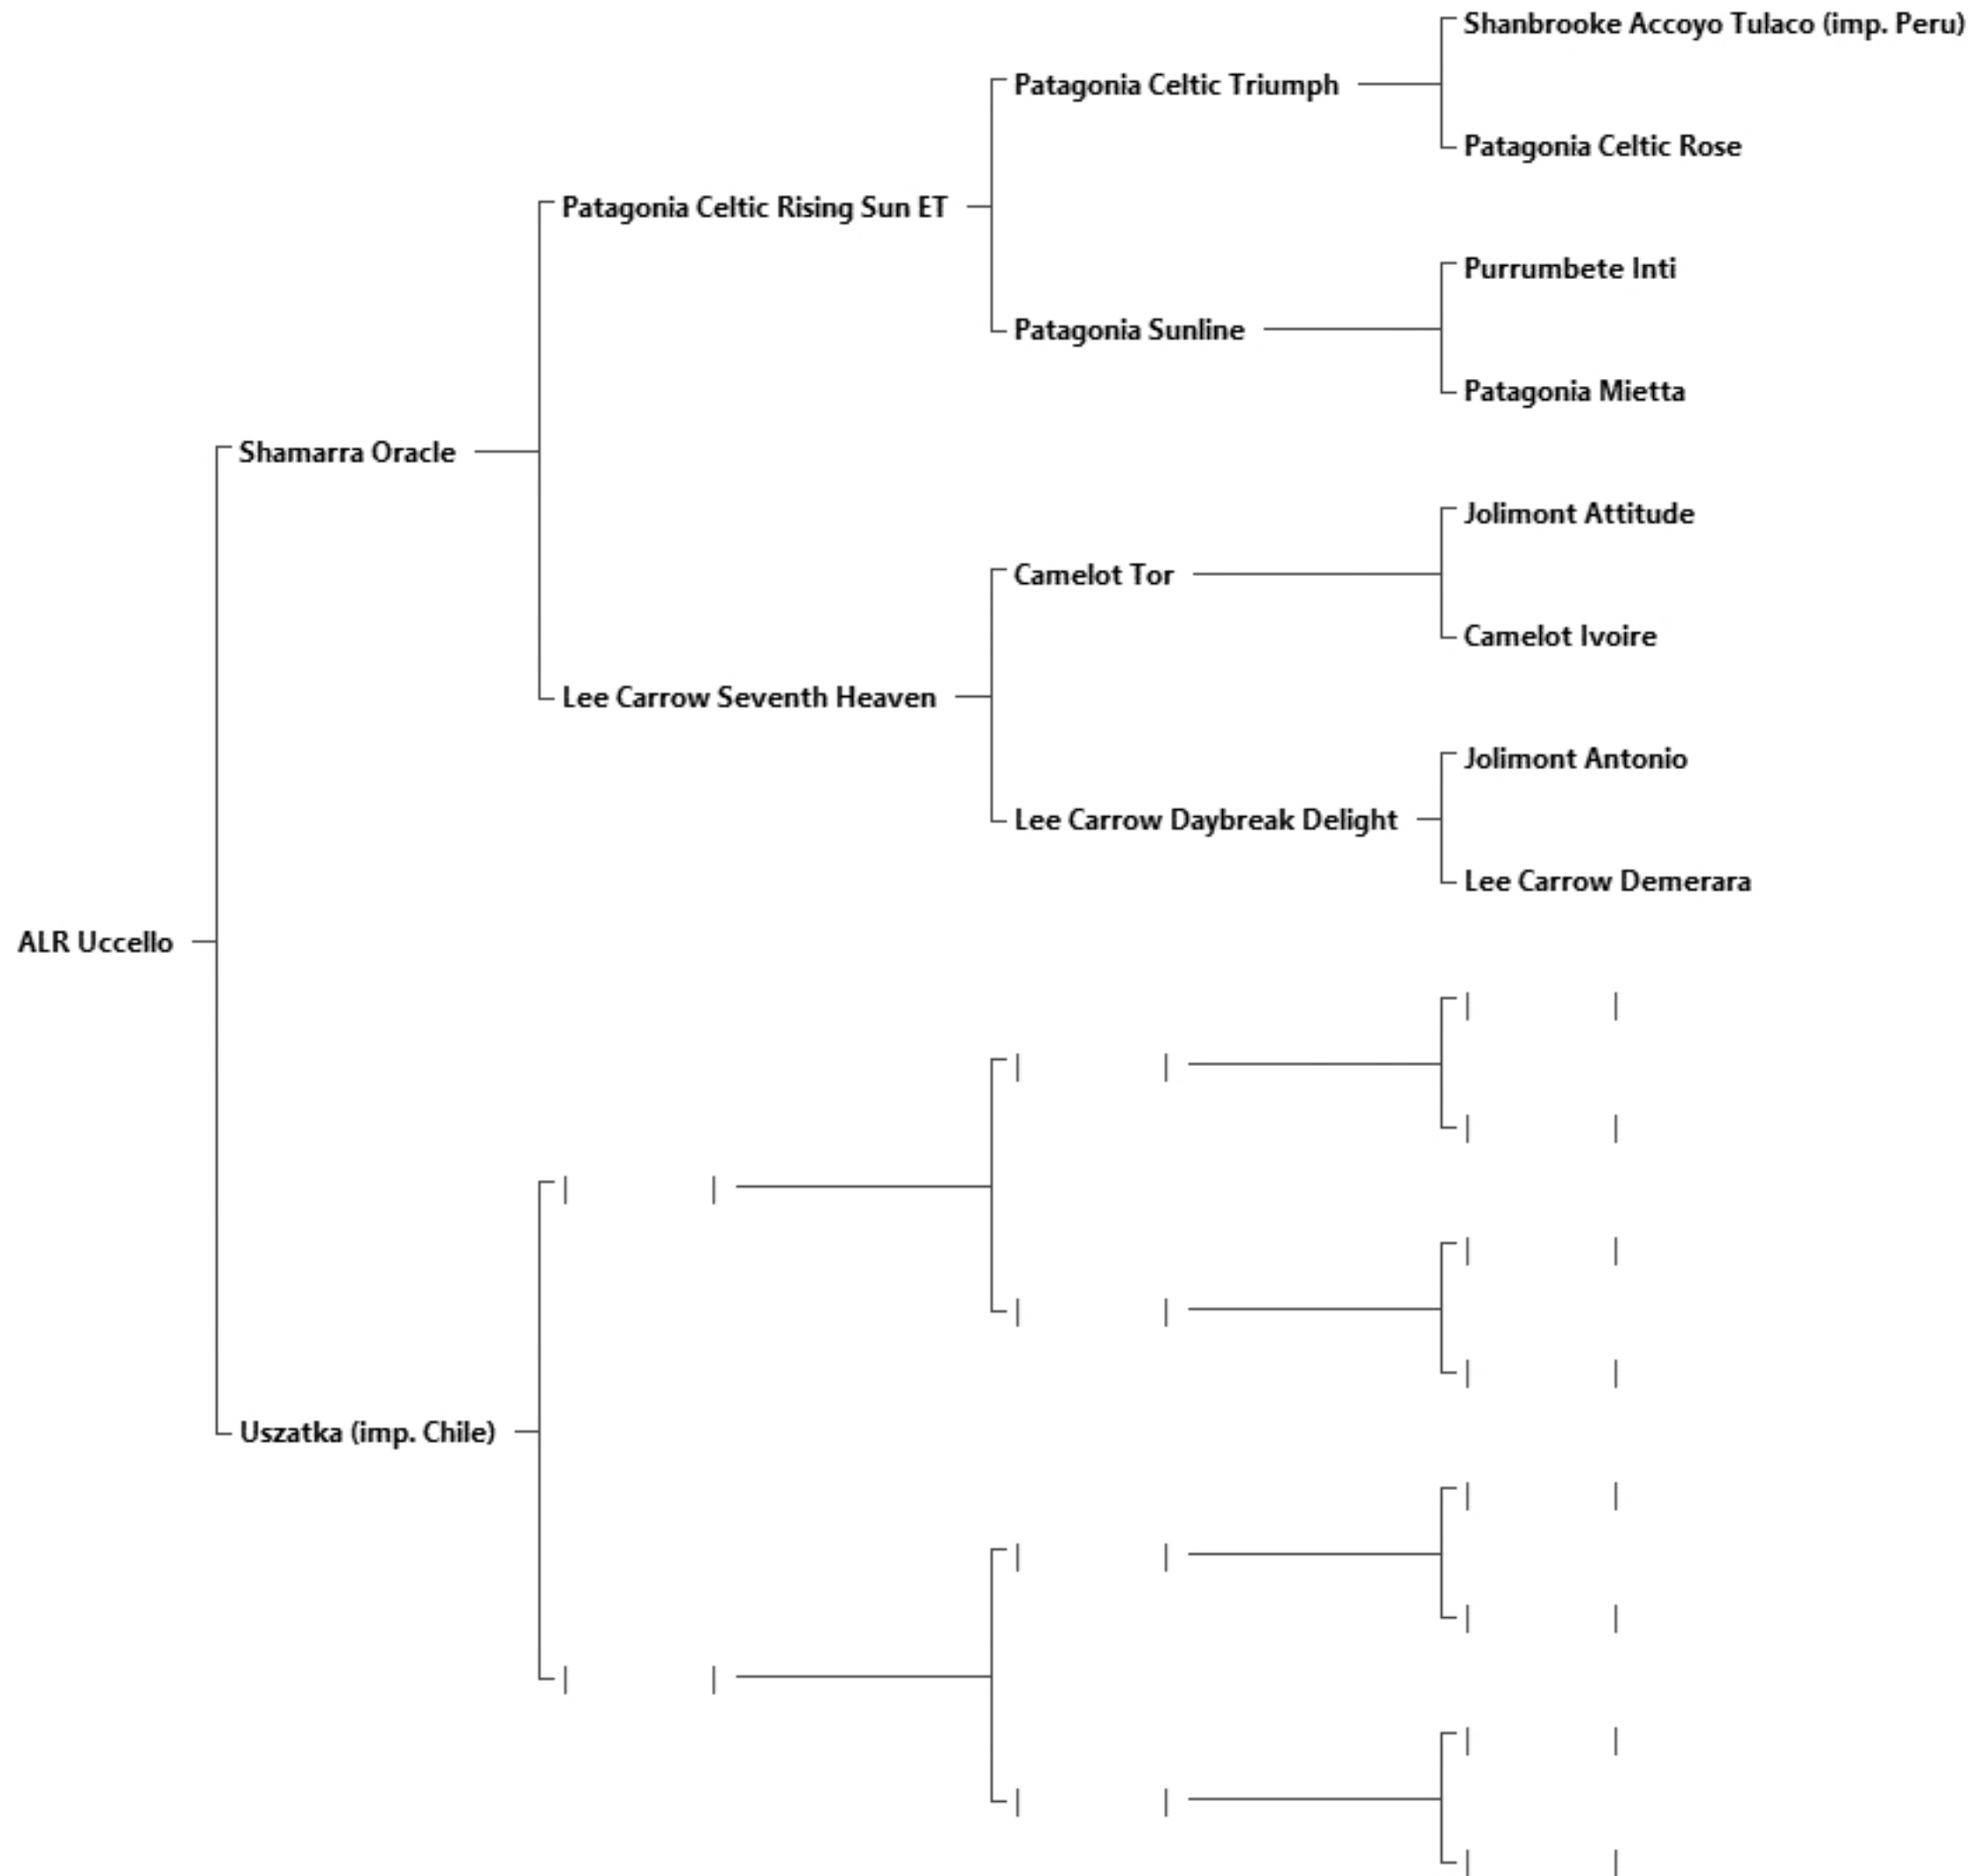 Shanbrooke Accoyo Tulaco (imp. Peru)
Patagonia Celtic Triumph
Patagonia Celtic Rose
Patagonia Celtic Rising Sun ET
Purrumbete Inti
Patagonia Sunline
Patagonia Mietta
Shamarra Oracle
Jolimont Attitude
Camelot Tor
Camelot Ivoire
Lee Carrow Seventh Heaven
Jolimont Antonio
Lee Carrow Daybreak Delight
Lee Carrow Demerara
ALR Uccello
Uszatka (imp. Chile)